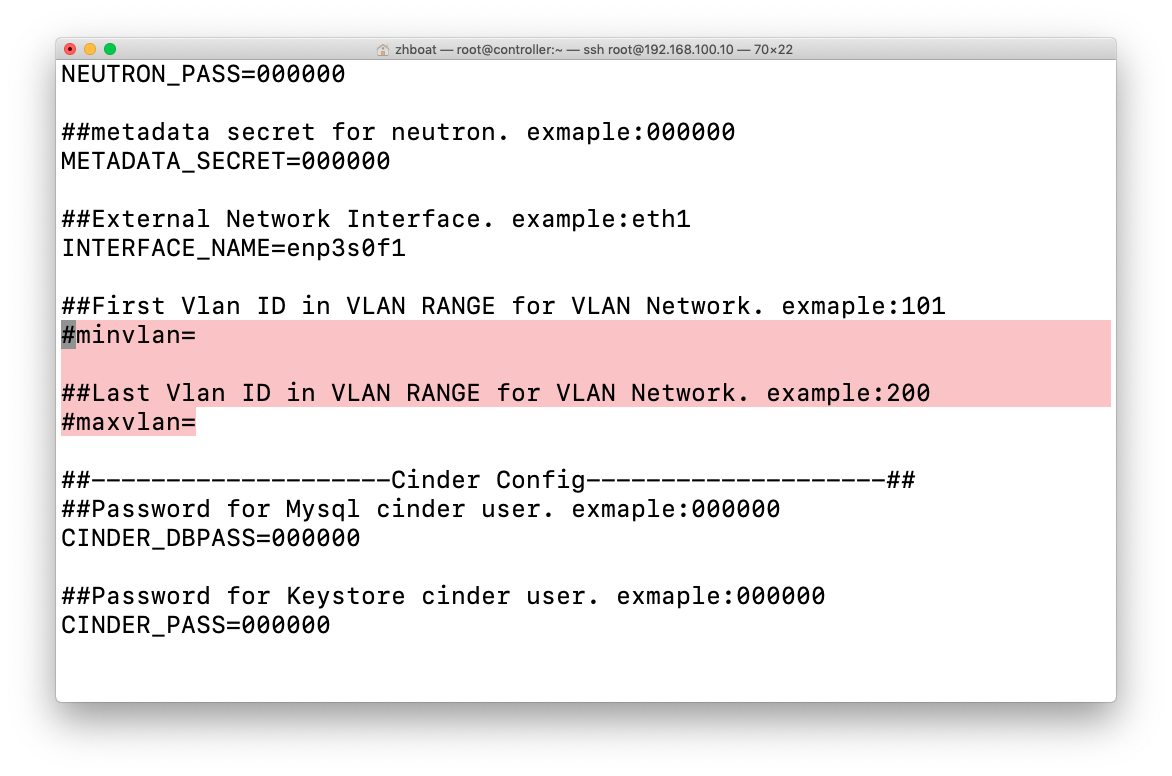 zhboat — root@controller:~ — ssh root@192.168.100.10 — 70×22
NEUTRON_PASS=000000
##metadata secret for neutron. exmaple:000000
METADATA_SECRET=000000
##External Network Interface. example:eth1
INTERFACE_NAME=enp3s0f1
##First Vlan ID in VLAN RANGE for VLAN Network. exmaple:101
#minvlan=
##Last Vlan ID in VLAN RANGE for VLAN Network. example:200
#maxvlan=
##--------------------Cinder Config--------------------##
##Password for Mysql cinder user. exmaple:000000
CINDER_DBPASS=000000
##Password for Keystore cinder user. exmaple:000000
CINDER_PASS=000000